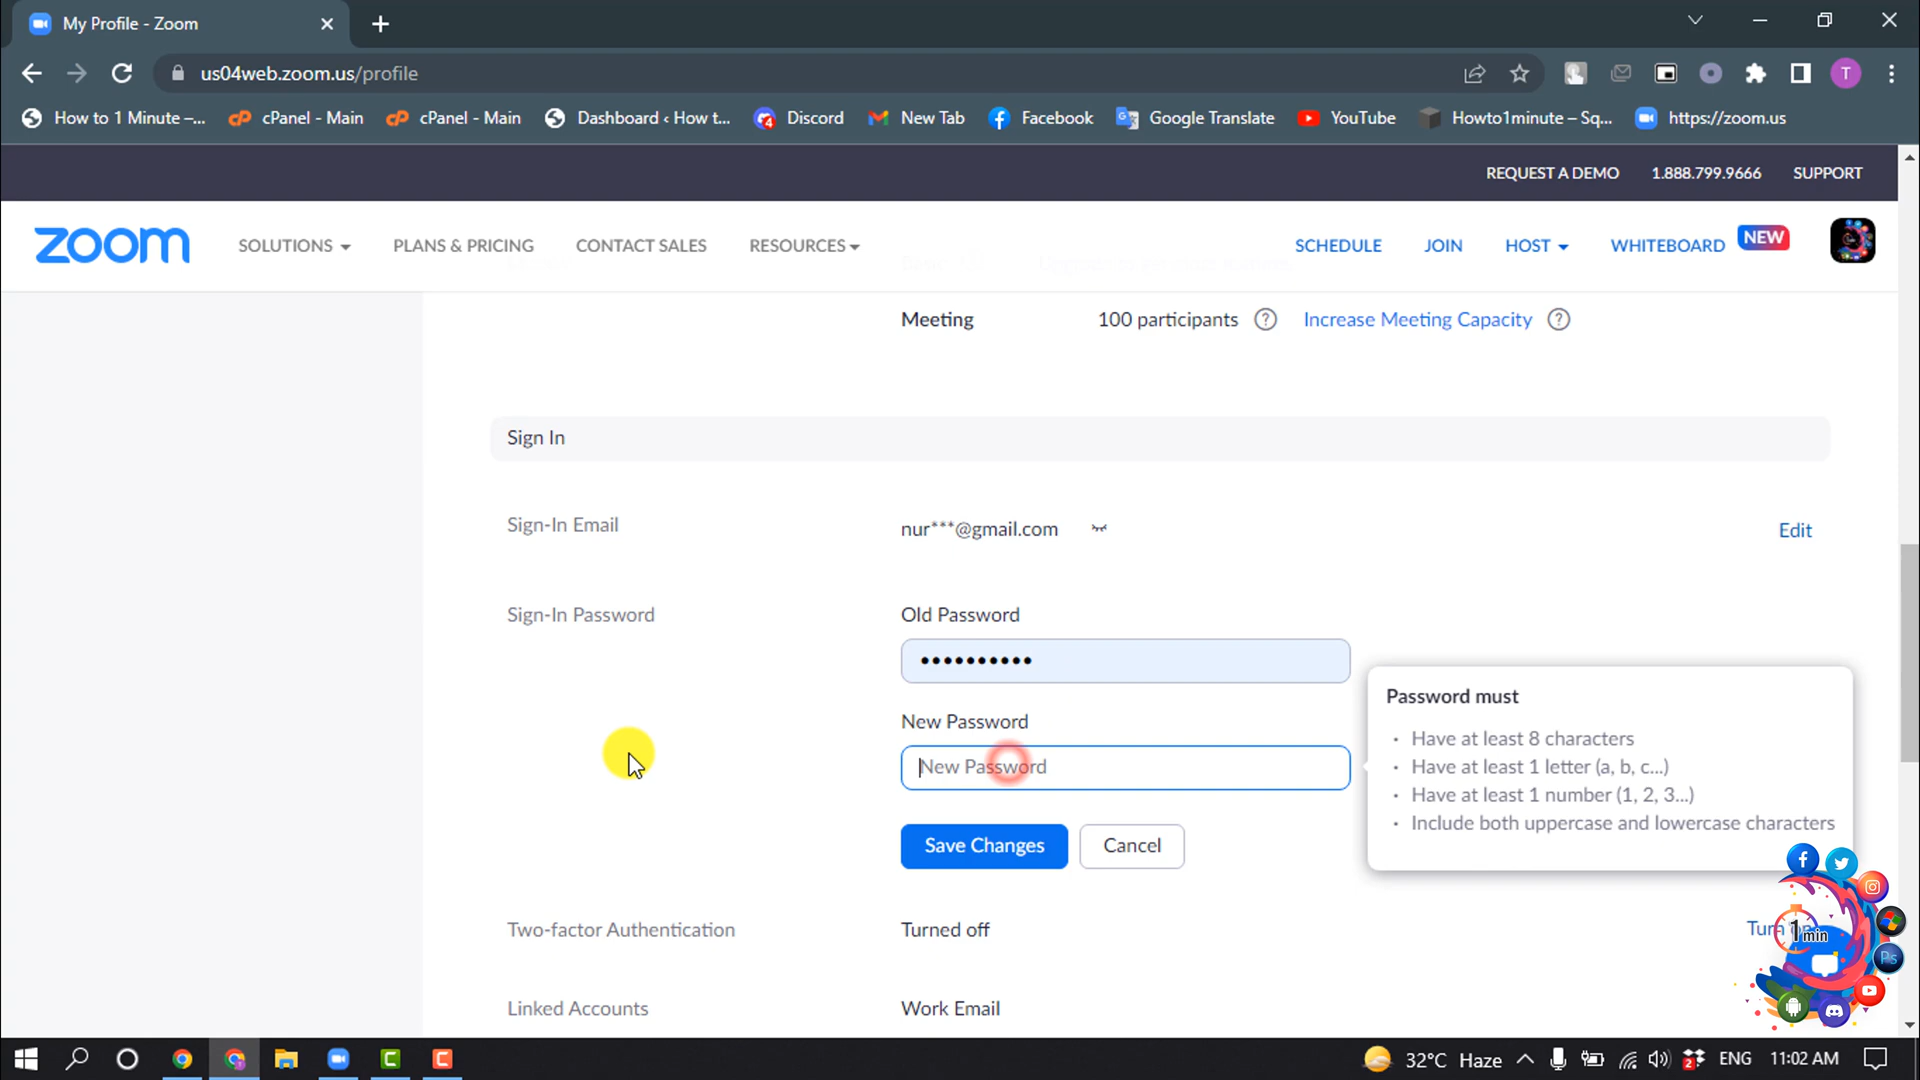 My Profile - Zoom
us04web.zoom.us/profile
T
How to 1 Minute –...
cPanel - Main
cPanel - Main
Dashboard ‹ How t...
Discord
New Tab
Facebook
Google Translate
YouTube
Howto1minute – Sq...
https://zoom.us
REQUEST A DEMO
1.888.799.9666
SUPPORT
zoom
SOLUTIONS
PLANS & PRICING
CONTACT SALES
RESOURCES
SCHEDULE
JOIN
HOST
WHITEBOARD
NEW
Meeting
100 participants
Increase Meeting Capacity
Sign In
Sign-In Email
nur***@gmail.com
Edit
Sign-In Password
Old Password
••••••••••
New Password
New Password
Password must
· Have at least 8 characters
· Have at least 1 letter (a, b, c...)
· Have at least 1 number (1, 2, 3...)
· Include both uppercase and lowercase characters
Save Changes
Cancel
Two-factor Authentication
Turned off
1 min
Ps
Linked Accounts
Work Email
32°C Haze
2
ENG
11:02 AM